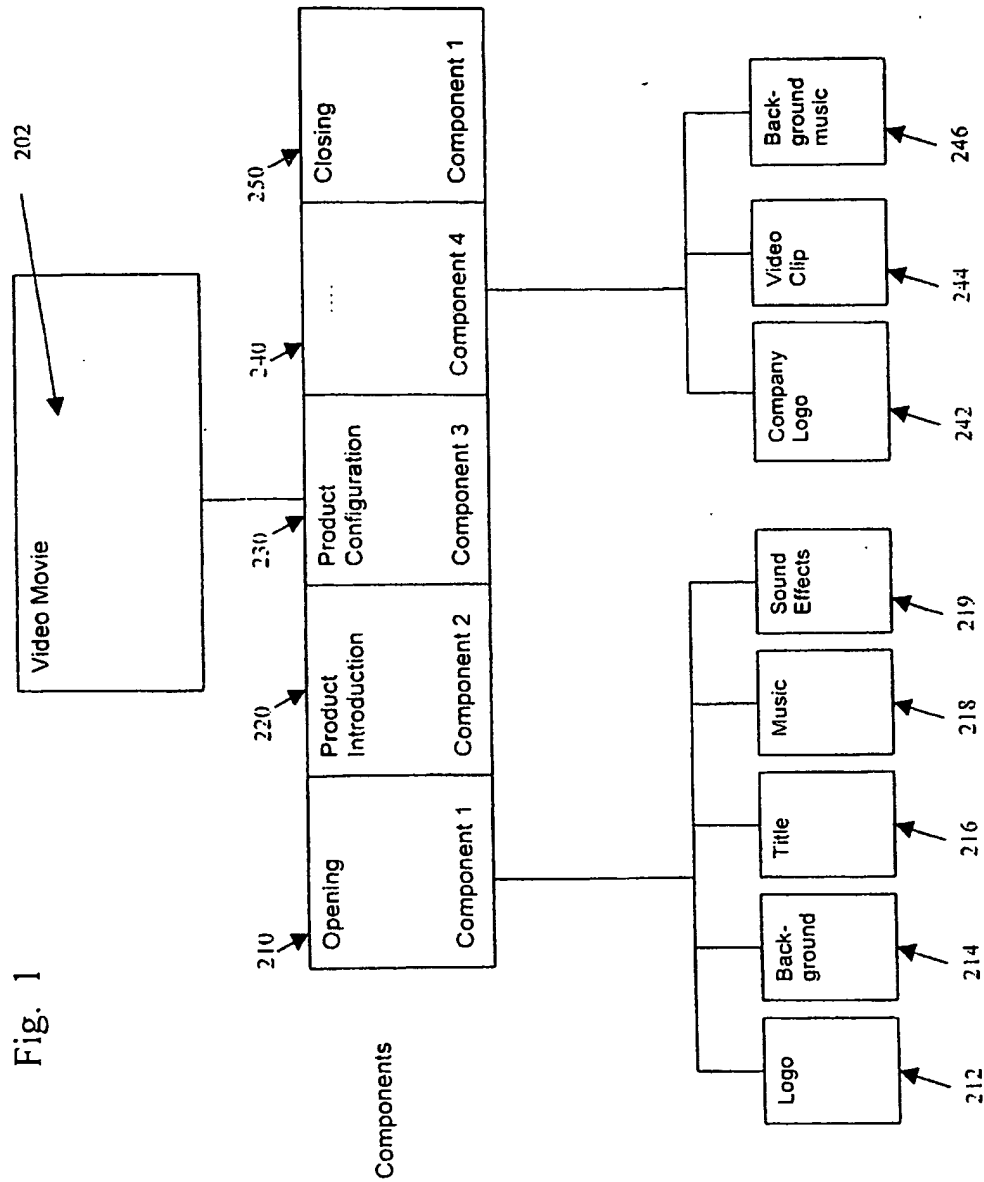 Fig. 1
202
Video Movie
Components
210
220
230
240
250
Opening
Product
Introduction
Product
Configuration
.....
Closing
Component 1
Component 2
Component 3
Component 4
Component 1
Logo
Back-
ground
Title
Music
Sound
Effects
Company
Logo
Video
Clip
Back-
ground
music
212
214
216
218
219
242
244
246